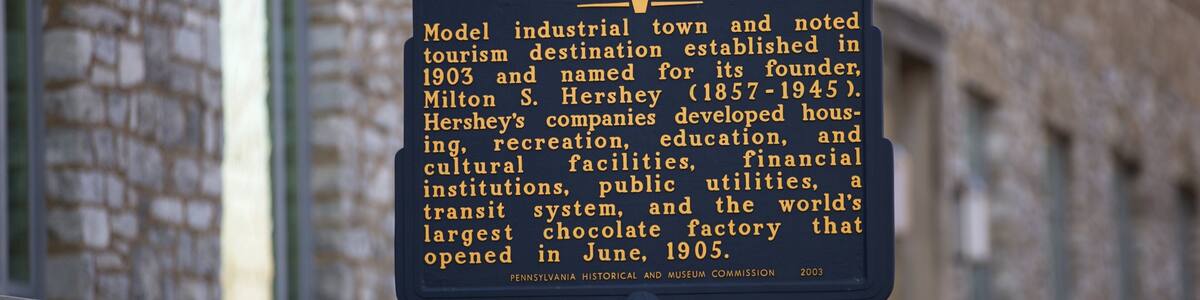 Model industrial town and noted
tourism destination established in
1903 and named for its founder,
Milton S. Hershey (1857-1945).
Hershey's companies developed hous-
ing, recreation, education, and
cultural facilities, financial
institutions, public utilities, a
transit system, and the world's
largest chocolate factory that
opened in June, 1905.
PENNSYLVANIA HISTORICAL AND MUSEUM COMMISSION 2003